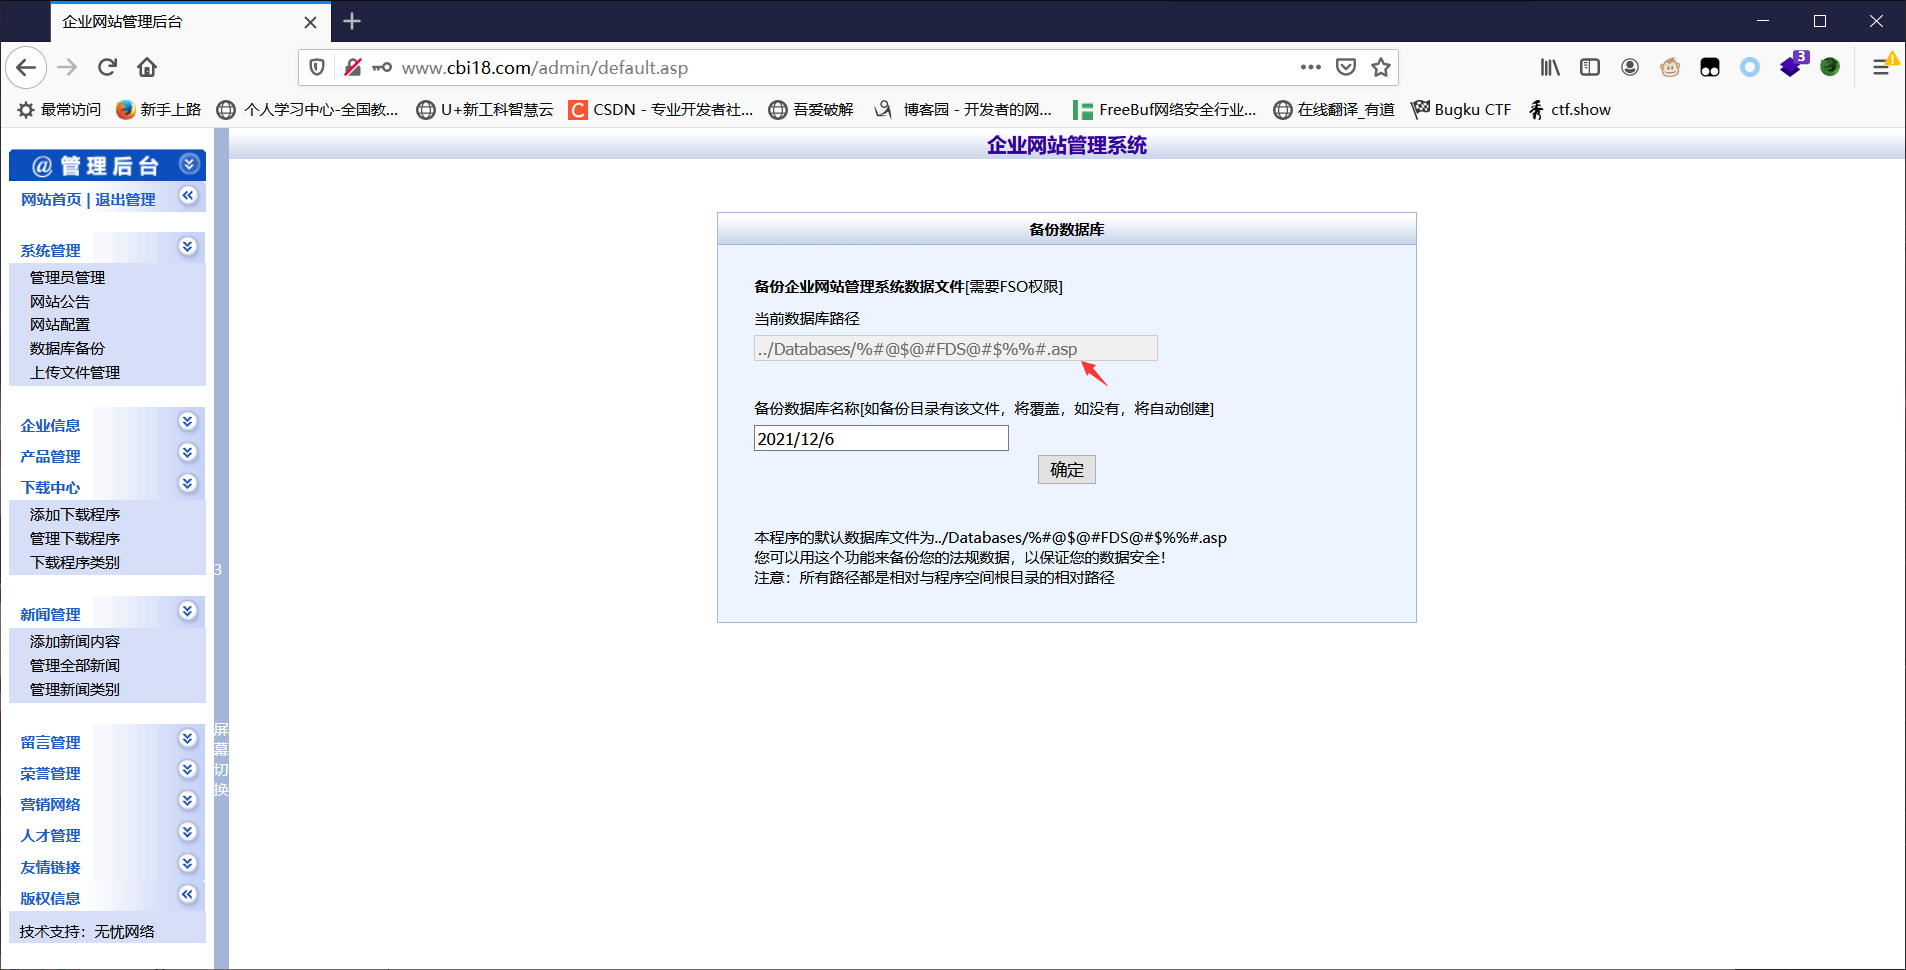 企业网站管理后台
www.cbi18.com/admin/default.asp
3
最常访问
新手上路
个人学习中心-全国教...
U+新工科智慧云
CSDN - 专业开发者社...
吾爱破解
博客园 - 开发者的网...
FreeBuf网络安全行业...
在线翻译_有道
Bugku CTF
ctf.show
@ 管理后台
网站首页 | 退出管理
系统管理
管理员管理
网站公告
网站配置
数据库备份
上传文件管理
企业信息
产品管理
下载中心
添加下载程序
管理下载程序
下载程序类别
新闻管理
添加新闻内容
管理全部新闻
管理新闻类别
留言管理
荣誉管理
营销网络
人才管理
友情链接
版权信息
技术支持：无忧网络
3
屏幕切换
企业网站管理系统
备份数据库
备份企业网站管理系统数据文件[需要FSO权限]
当前数据库路径
../Databases/%#@$@#FDS@#$%%#.asp
备份数据库名称[如备份目录有该文件，将覆盖，如没有，将自动创建]
2021/12/6
确定
本程序的默认数据库文件为../Databases/%#@$@#FDS@#$%%#.asp
您可以用这个功能来备份您的法规数据，以保证您的数据安全！
注意：所有路径都是相对与程序空间根目录的相对路径